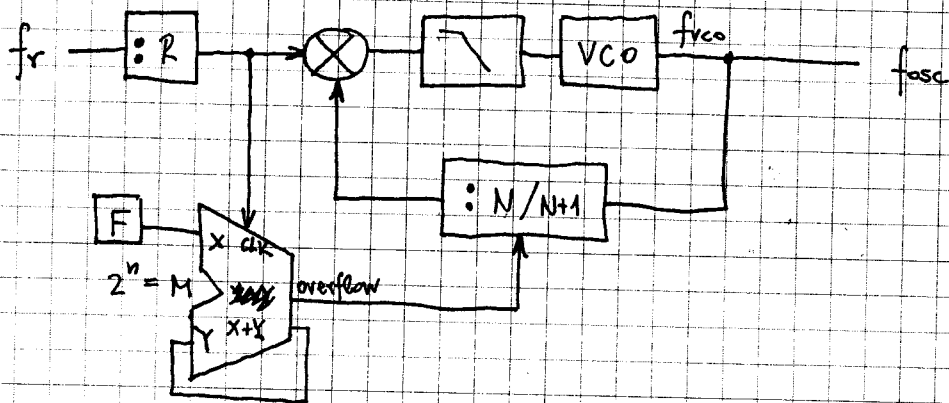 fr
: R
VCO
fvco
fosc
: N/N+1
F
X CLK
2^n = M
X+Y
Y
overflow